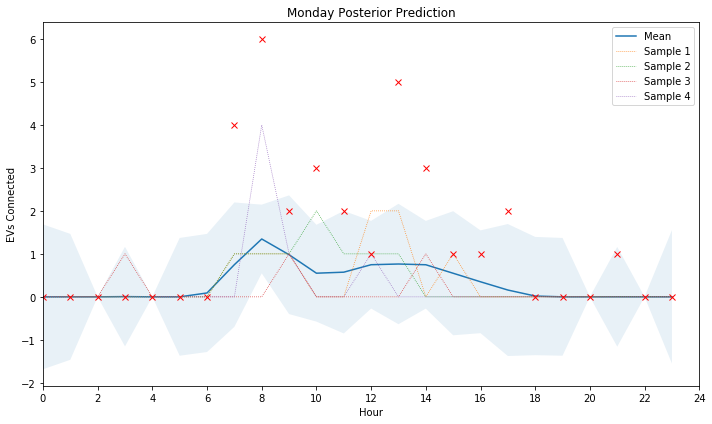 Monday Posterior Prediction
EVs Connected
6
5
4
3
2
1
0
−1
−2
Mean
Sample 1
Sample 2
Sample 3
Sample 4
0 2 4 6 8 10 12 14 16 18 20 22 24
Hour